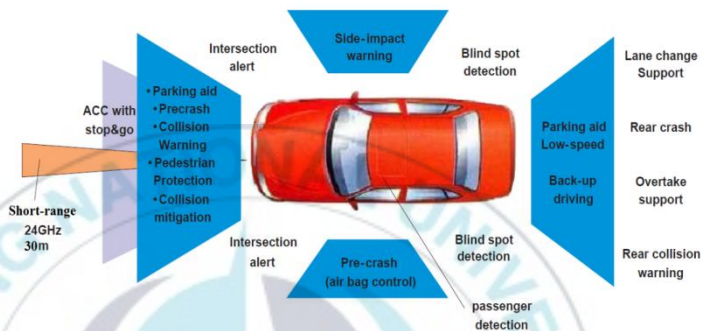 Intersection
alert
Side-impact
warning
Blind spot
detection
Lane change
Support
ACC with
stop&go
• Parking aid
• Precrash
• Collision
Warning
• Pedestrian
Protection
• Collision
mitigation
Parking aid
Low-speed
Back-up
driving
Rear crash
Overtake
support
Short-range
24GHz
30m
Intersection
alert
Pre-crash
(air bag control)
Blind spot
detection
Rear collision
warning
passenger
detection